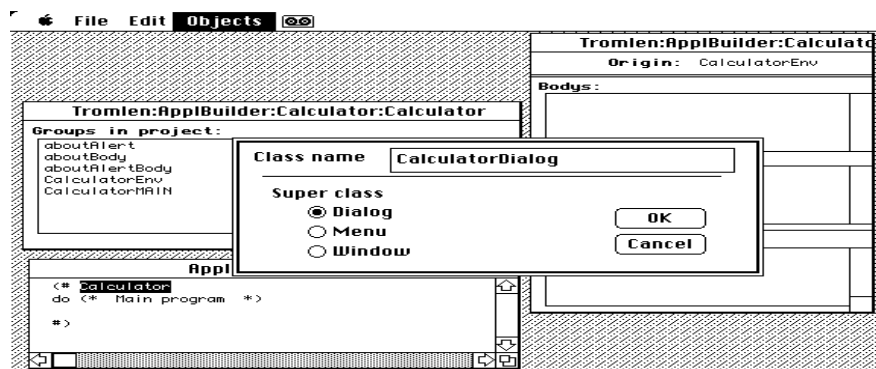 File Edit Objects
Tromlen:ApplBuilder:Calculato
Origin: CalculatorEnv
Bodys:
Tromlen:ApplBuilder:Calculator:Calculator
Groups in project:
aboutAlert
aboutBody
aboutAlertBody
CalculatorEnv
CalculatorMAIN
Class name CalculatorDialog
Super class
Dialog
Menu
Window
OK
Cancel
Appl
(# Calculator
do (* Main program *)
#)